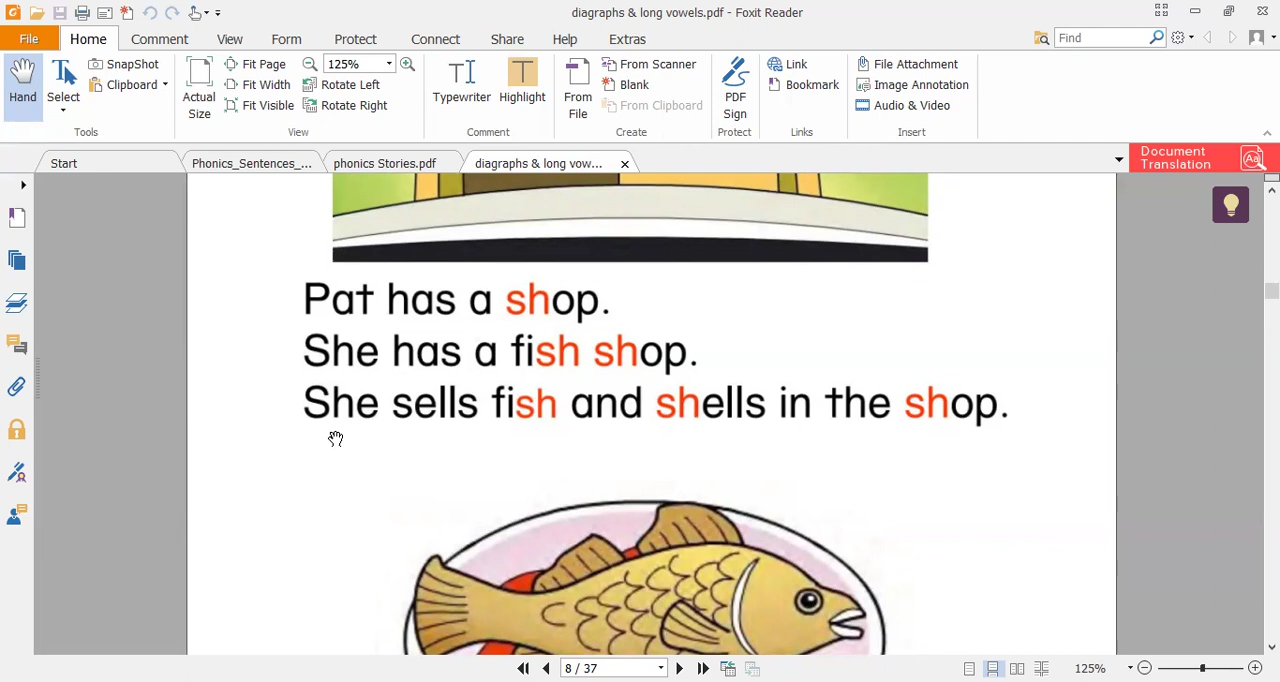 diagraphs & long vowels.pdf - Foxit Reader
File Home Comment View Form Protect Connect Share Help Extras Find
Hand Select SnapShot Clipboard Tools
Actual Size Fit Page Fit Width Fit Visible 125% Rotate Left Rotate Right View
Typewriter Highlight Comment
From File From Scanner Blank From Clipboard Create
PDF Sign Protect
Link Bookmark Links
File Attachment Image Annotation Audio & Video Insert
Start Phonics_Sentences_... phonics Stories.pdf diagraphs & long vow...
Document Translation Aa
Pat has a shop.
She has a fish shop.
She sells fish and shells in the shop.
8 / 37 125%